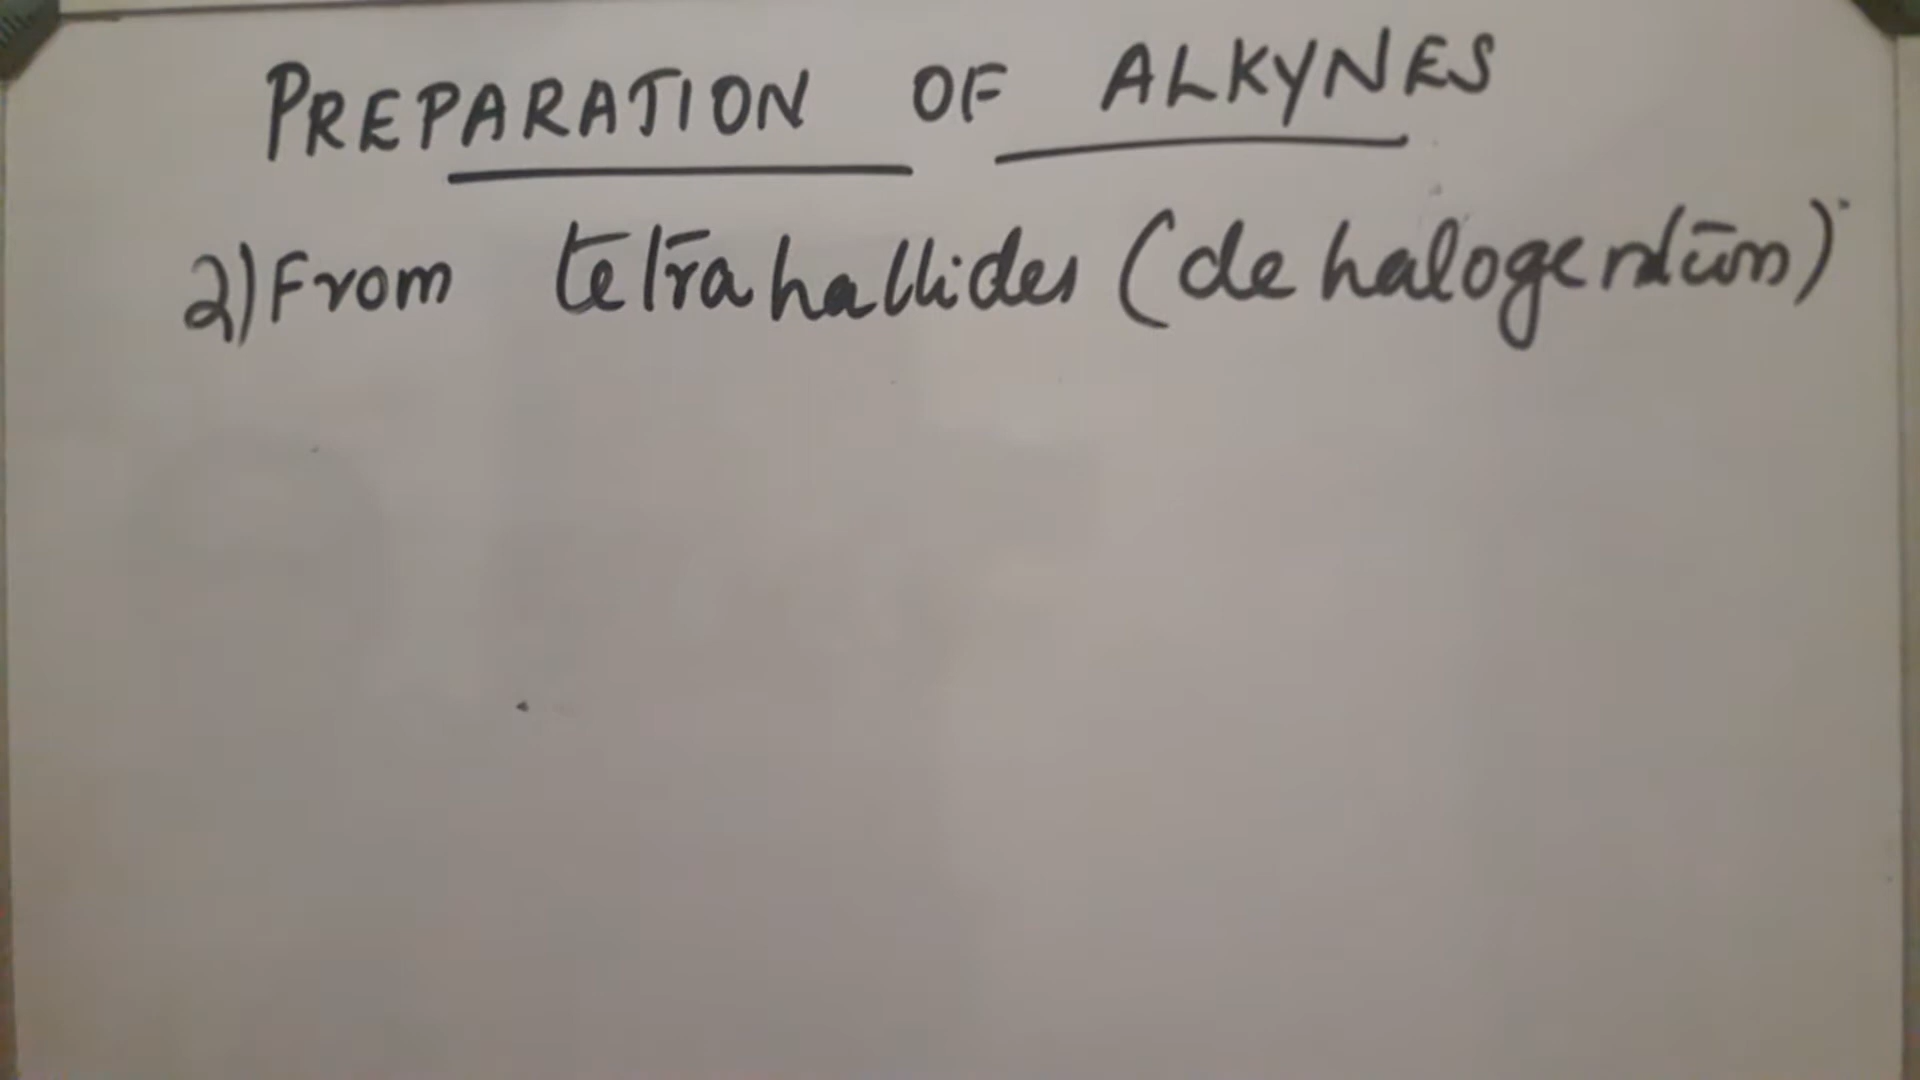 PREPARATION OF ALKYNES
2) From tetrahallides (dehalogenation)